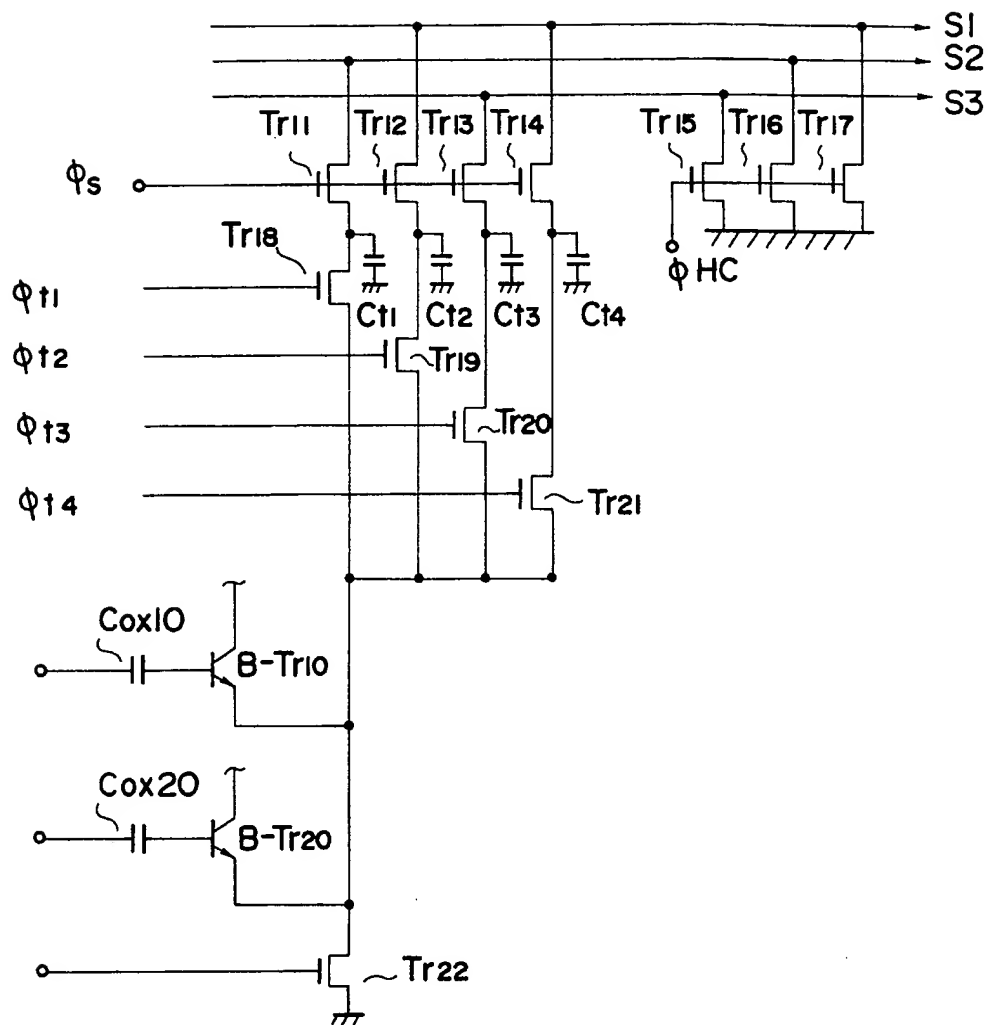 S1
S2
S3
Tr11 Tr12 Tr13 Tr14 Tr15 Tr16 Tr17
ϕs
Tr18
ϕHC
ϕt1
Ct1 Ct2 Ct3 Ct4
ϕt2
Tr19
ϕt3
Tr20
ϕt4
Tr21
Cox10
B-Tr10
Cox20
B-Tr20
Tr22